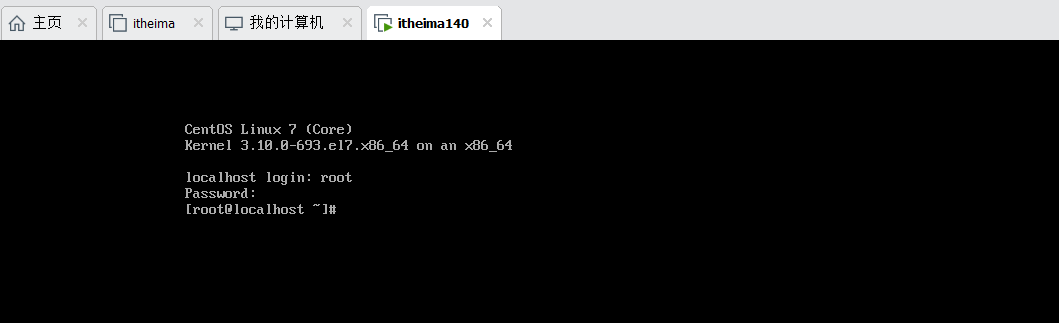 主页
itheima
我的计算机
itheima140
CentOS Linux 7 (Core)
Kernel 3.10.0-693.el7.x86_64 on an x86_64
localhost login: root
Password:
[root@localhost ~]#